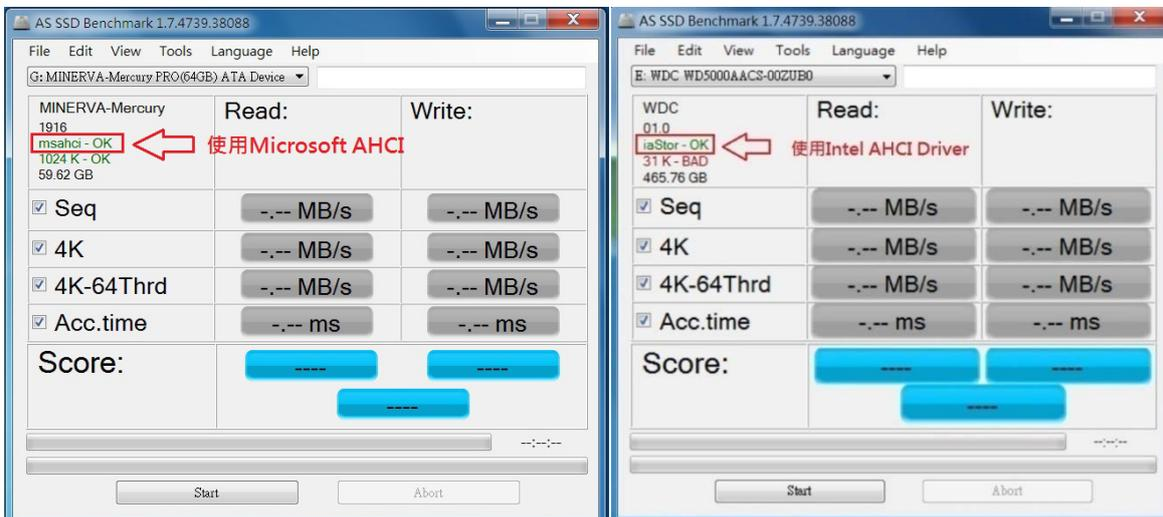 AS SSD Benchmark 1.7.4739.38088
File Edit View Tools Language Help
G: MINERVA-Mercury PRO(64GB) ATA Device
MINERVA-Mercury
1916
msahci - OK
1024 K - OK
59.62 GB
使用Microsoft AHCI
Read: Write:
Seq -.-- MB/s -.-- MB/s
4K -.-- MB/s -.-- MB/s
4K-64Thrd -.-- MB/s -.-- MB/s
Acc.time -.-- ms -.-- ms
Score: ---- ----
----
--:--:--
Start Abort
AS SSD Benchmark 1.7.4739.38088
File Edit View Tools Language Help
E: WDC WD5000AACS-00ZUB0
WDC
01.0
iaStor - OK
31 K - BAD
465.76 GB
使用Intel AHCI Driver
Read: Write:
Seq -.-- MB/s -.-- MB/s
4K -.-- MB/s -.-- MB/s
4K-64Thrd -.-- MB/s -.-- MB/s
Acc.time -.-- ms -.-- ms
Score: ---- ----
----
--:--:--
Start Abort